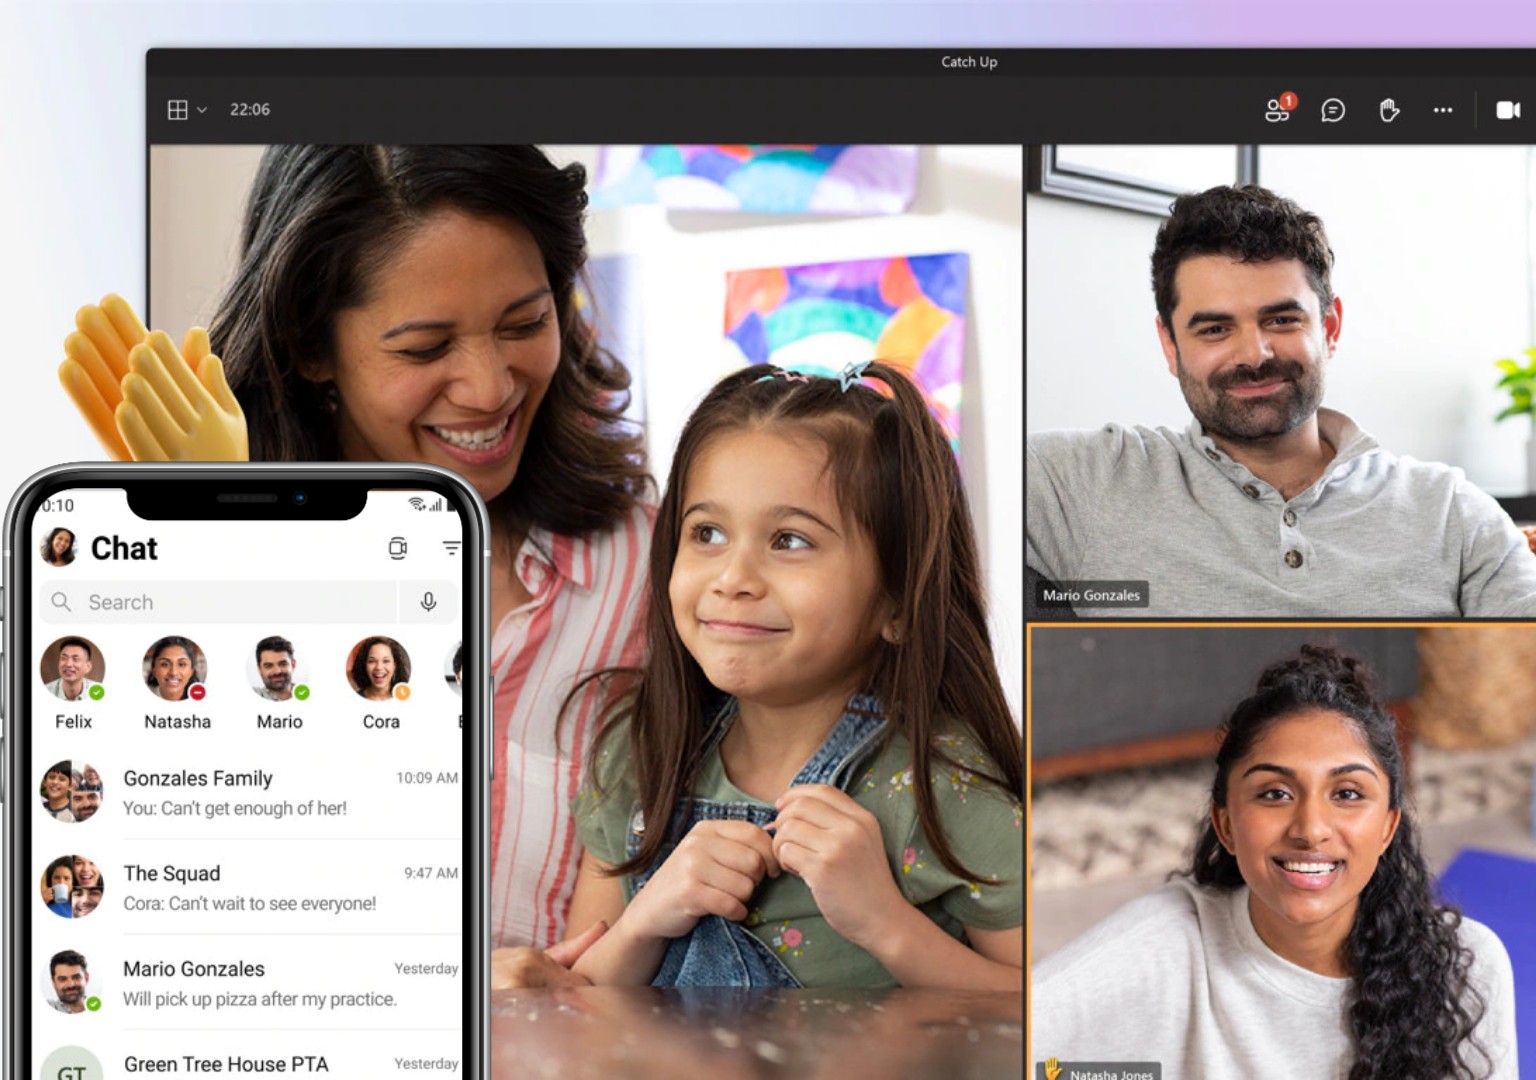 Catch Up
22:06
1
Mario Gonzales
Natasha Jones
0:10
Chat
Search
Felix
Natasha
Mario
Cora
Gonzales Family
10:09 AM
You: Can't get enough of her!
The Squad
9:47 AM
Cora: Can't wait to see everyone!
Mario Gonzales
Yesterday
Will pick up pizza after my practice.
GT
Green Tree House PTA
Yesterday